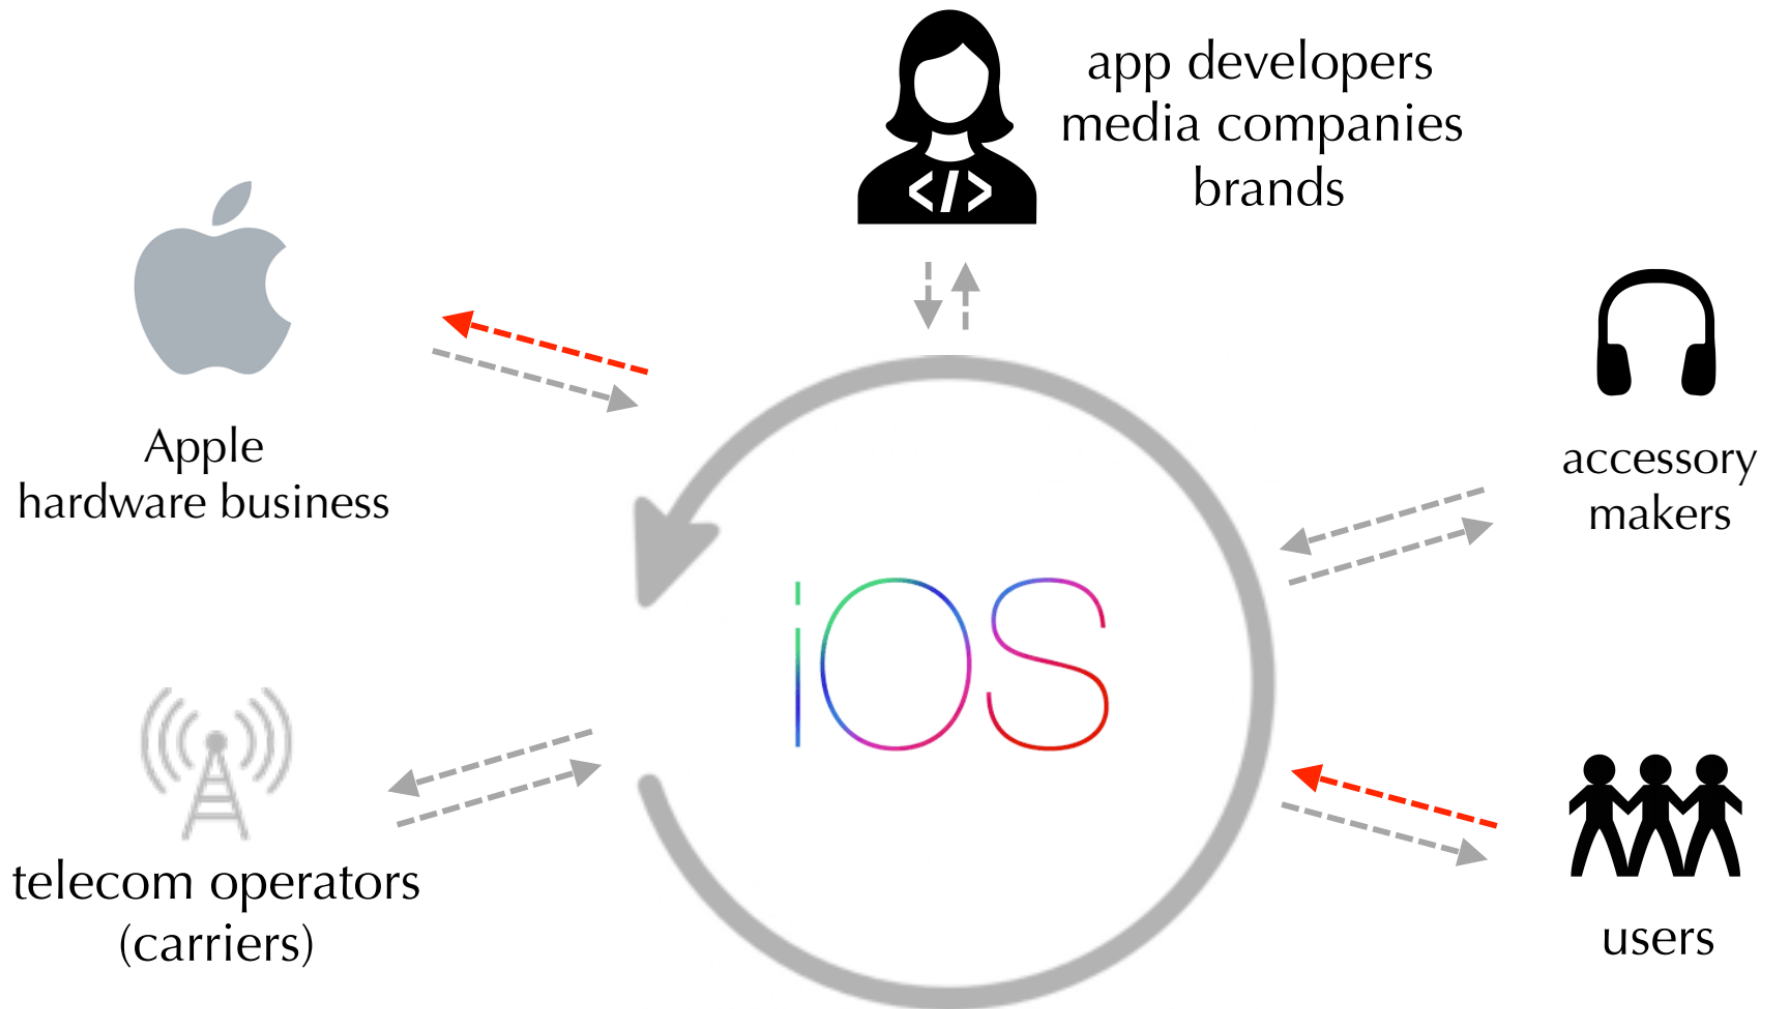 app developers
media companies
brands
</>
Apple
hardware business
accessory
makers
iOS
telecom operators
(carriers)
users